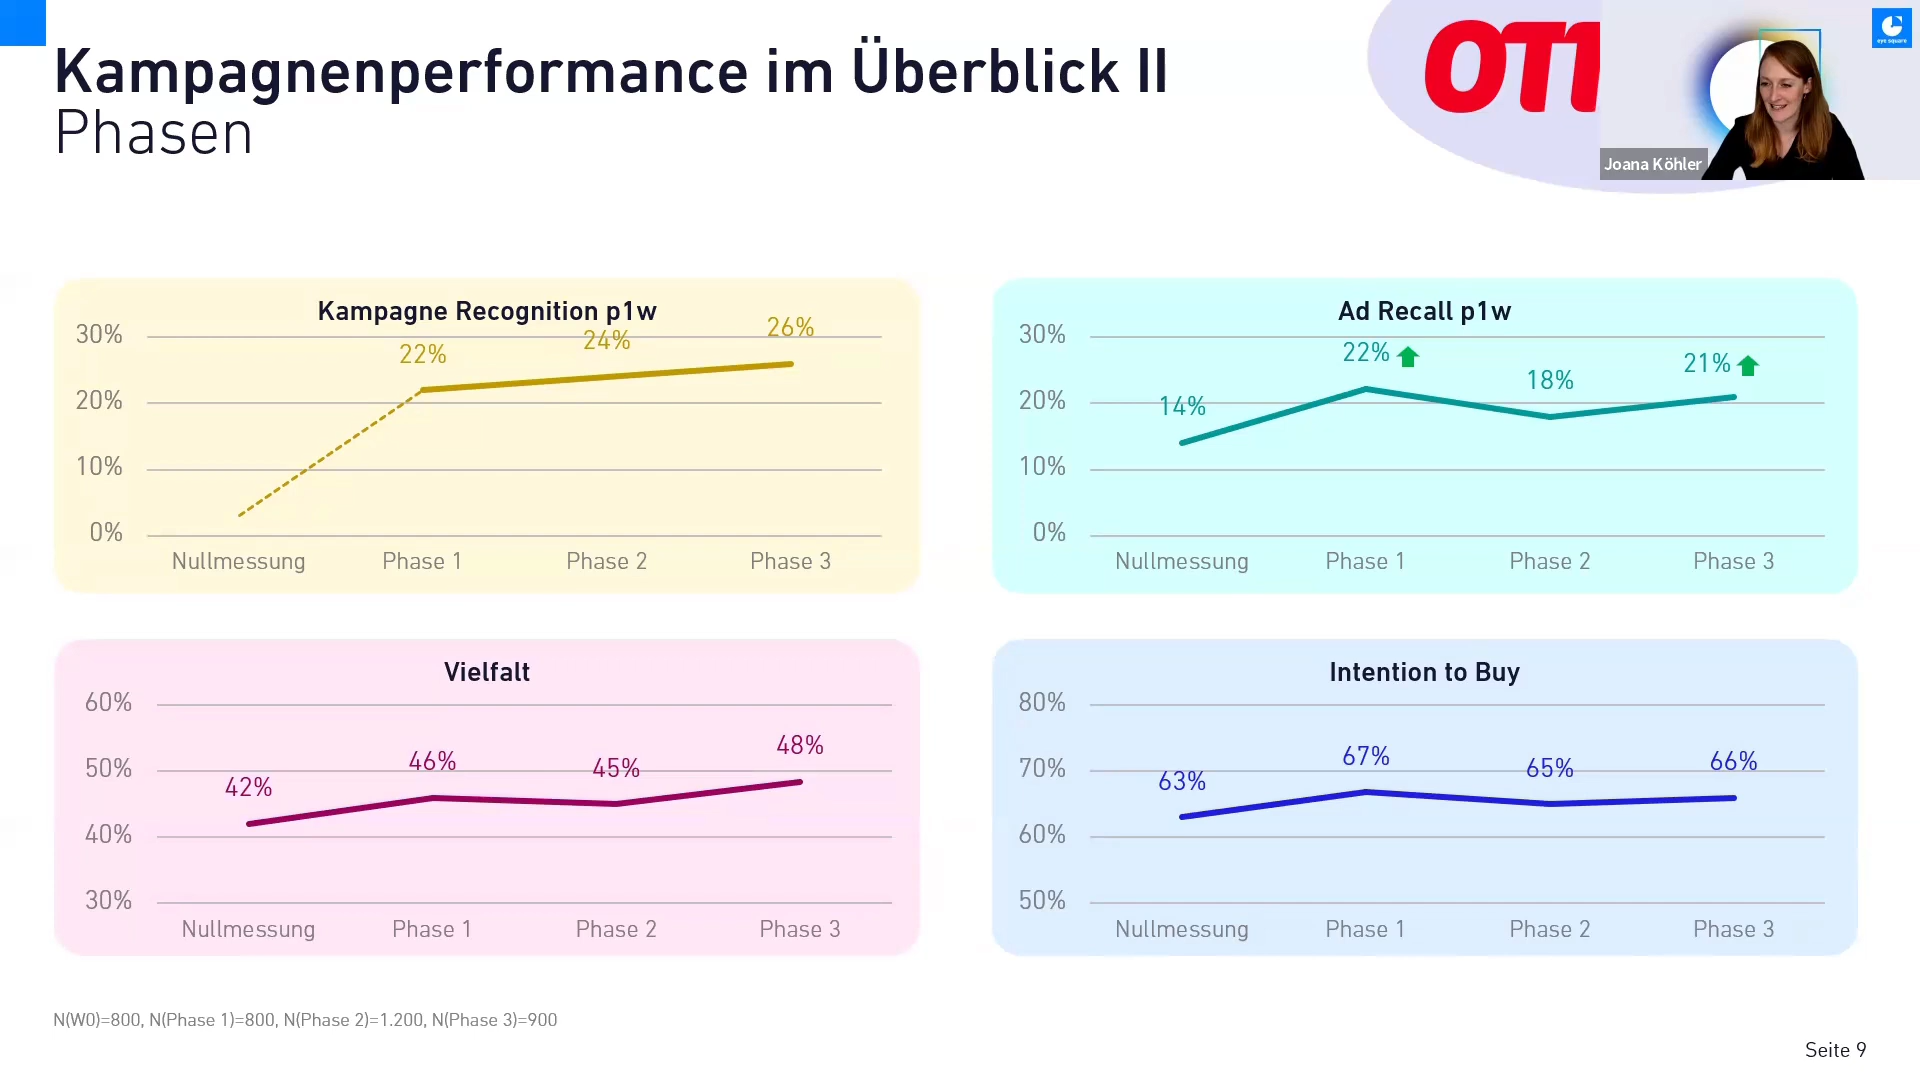 Kampagnenperformance im Überblick II
Phasen
Joana Köhler
eye square
Kampagne Recognition p1w
30%
20%
10%
0%
22%
24%
26%
Nullmessung
Phase 1
Phase 2
Phase 3
Ad Recall p1w
30%
20%
10%
0%
14%
22%
18%
21%
Nullmessung
Phase 1
Phase 2
Phase 3
Vielfalt
60%
50%
40%
30%
42%
46%
45%
48%
Nullmessung
Phase 1
Phase 2
Phase 3
Intention to Buy
80%
70%
60%
50%
63%
67%
65%
66%
Nullmessung
Phase 1
Phase 2
Phase 3
N(W0)=800, N(Phase 1)=800, N(Phase 2)=1.200, N(Phase 3)=900
Seite 9